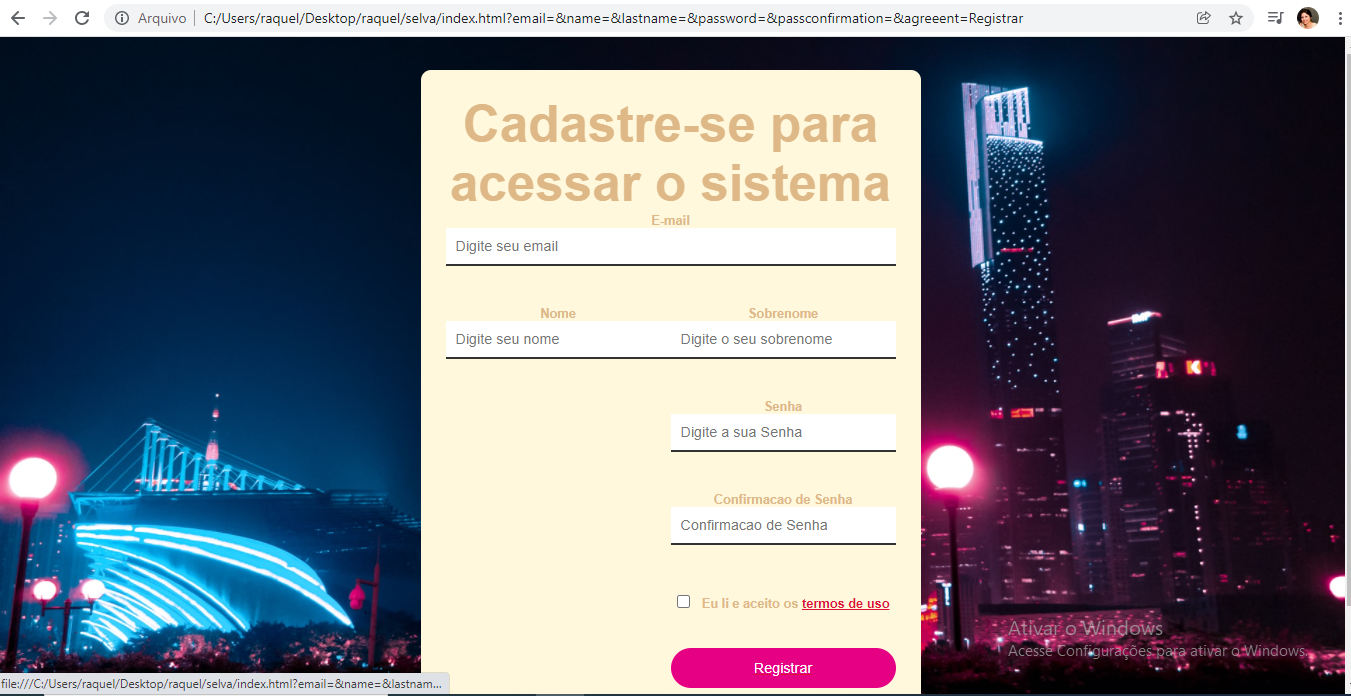 Arquivo
C:/Users/raquel/Desktop/raquel/selva/index.html?email=&name=&lastname=&password=&passconfirmation=&agreeent=Registrar
Cadastre-se para
acessar o sistema
E-mail
Digite seu email
Nome Sobrenome
Digite seu nome Digite o seu sobrenome
Senha
Digite a sua Senha
Confirmacao de Senha
Confirmacao de Senha
Eu li e aceito os termos de uso
Registrar
Ativar o Windows
Acesse Configurações para ativar o Windows.
file:///C:/Users/raquel/Desktop/raquel/selva/index.html?email=&name=&lastnam...